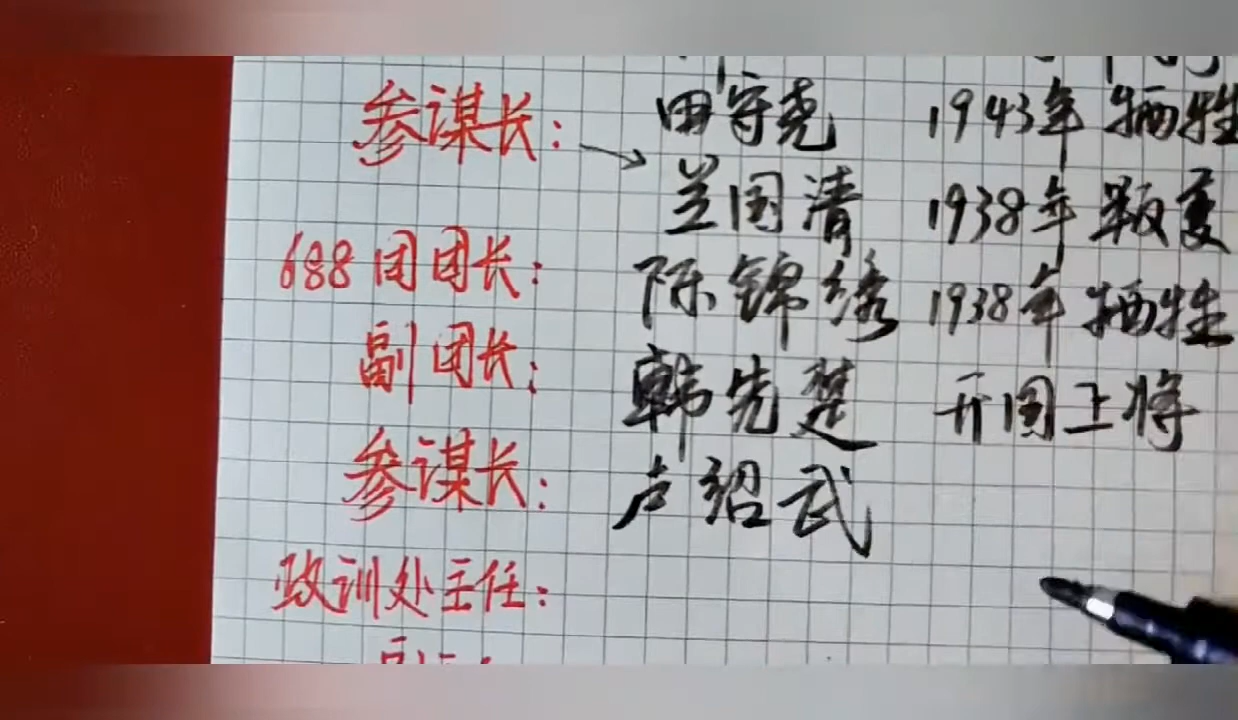 参谋长: 田守尧 1943年 牺牲
兰国清 1938年 叛变
688团团长: 陈锦绣 1938年 牺牲
副团长: 韩先楚 开国上将
参谋长: 卢绍武
政训处主任: